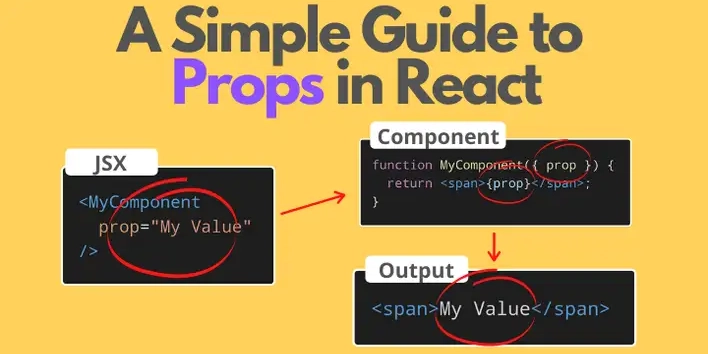 A Simple Guide to
Props in React
JSX
<MyComponent
prop="My Value"
/>
Component
function MyComponent({ prop }) {
return <span>{prop}</span>;
}
Output
<span>My Value</span>